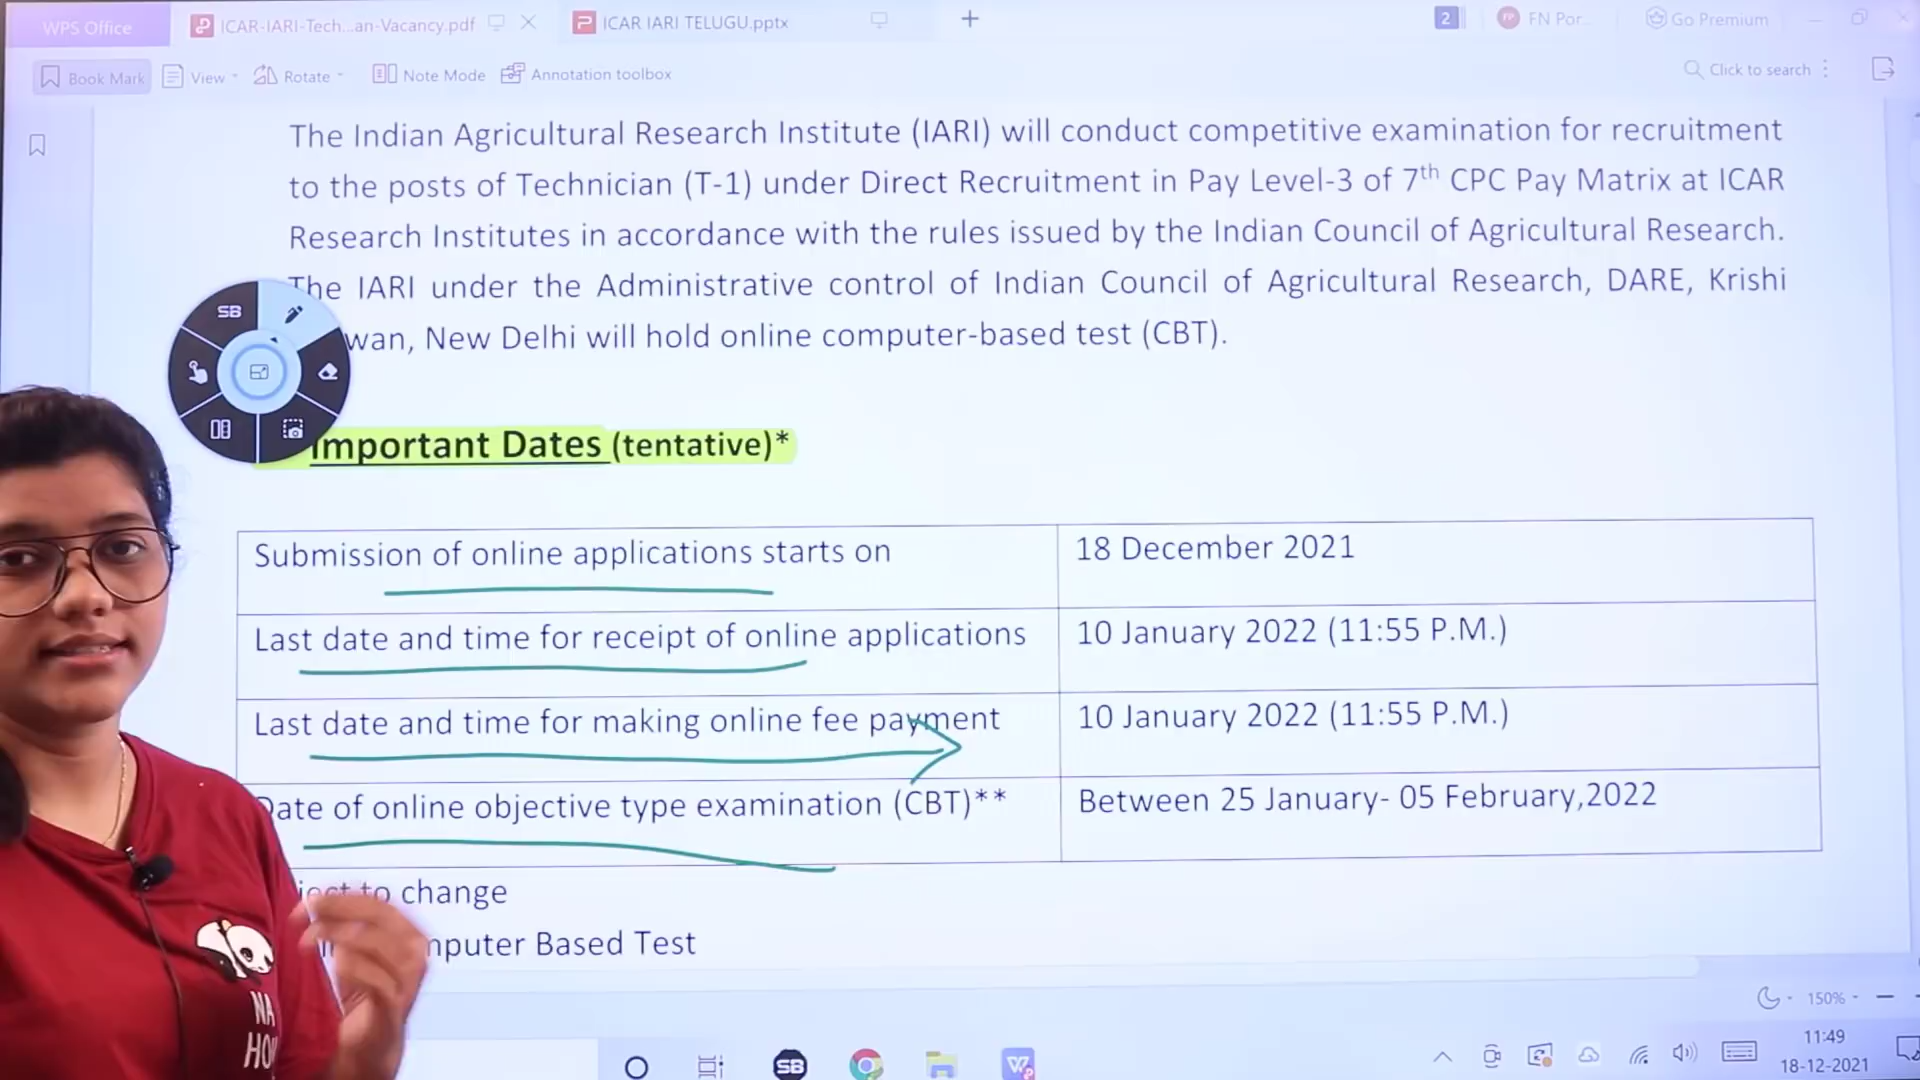 WPS Office
ICAR-IARI-Tech...an-Vacancy.pdf
ICAR IARI TELUGU.pptx
2
FN Por...
Go Premium
Book Mark
View
Rotate
Note Mode
Annotation toolbox
Click to search
The Indian Agricultural Research Institute (IARI) will conduct competitive examination for recruitment
to the posts of Technician (T-1) under Direct Recruitment in Pay Level-3 of 7th CPC Pay Matrix at ICAR
Research Institutes in accordance with the rules issued by the Indian Council of Agricultural Research.
The IARI under the Administrative control of Indian Council of Agricultural Research, DARE, Krishi
wan, New Delhi will hold online computer-based test (CBT).
SB
Important Dates (tentative)*
Submission of online applications starts on 18 December 2021
Last date and time for receipt of online applications 10 January 2022 (11:55 P.M.)
Last date and time for making online fee payment 10 January 2022 (11:55 P.M.)
Date of online objective type examination (CBT)** Between 25 January- 05 February,2022
ject to change
mputer Based Test
NA
HO
150%
SB
11:49
18-12-2021